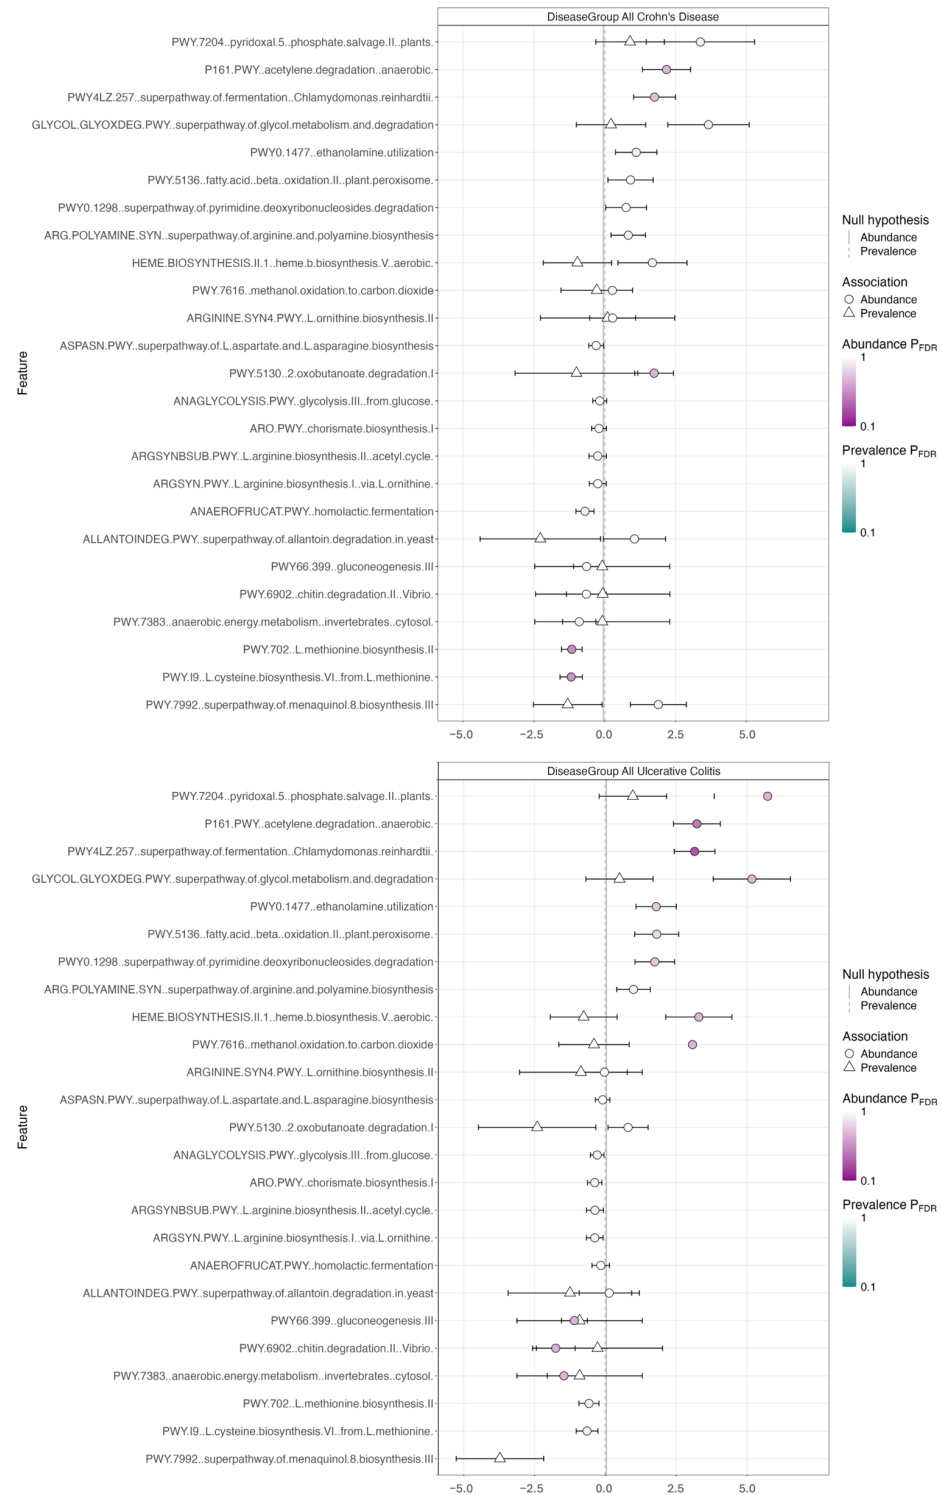 DiseaseGroup All Crohn's Disease
PWY.7204..pyridoxal.5..phosphate.salvage.II..plants.
P161.PWY..acetylene.degradation..anaerobic.
PWY4LZ.257..superpathway.of.fermentation..Chlamydomonas.reinhardtii.
GLYCOL.GLYOXDEG.PWY..superpathway.of.glycol.metabolism.and.degradation
PWY0.1477..ethanolamine.utilization
PWY.5136..fatty.acid..beta..oxidation.II..plant.peroxisome.
PWY0.1298..superpathway.of.pyrimidine.deoxyribonucleosides.degradation
ARG.POLYAMINE.SYN..superpathway.of.arginine.and.polyamine.biosynthesis
HEME.BIOSYNTHESIS.II.1..heme.b.biosynthesis.V..aerobic.
PWY.7616..methanol.oxidation.to.carbon.dioxide
ARGININE.SYN4.PWY..L.ornithine.biosynthesis.II
ASPASN.PWY..superpathway.of.L.aspartate.and.L.asparagine.biosynthesis
PWY.5130..2.oxobutanoate.degradation.I
ANAGLYCOLYSIS.PWY..glycolysis.III..from.glucose.
ARO.PWY..chorismate.biosynthesis.I
ARGSYNBSUB.PWY..L.arginine.biosynthesis.II..acetyl.cycle.
ARGSYN.PWY..L.arginine.biosynthesis.I..via.L.ornithine.
ANAEROFRUCAT.PWY..homolactic.fermentation
ALLANTOINDEG.PWY..superpathway.of.allantoin.degradation.in.yeast
PWY66.399..gluconeogenesis.III
PWY.6902..chitin.degradation.II..Vibrio.
PWY.7383..anaerobic.energy.metabolism..invertebrates..cytosol.
PWY.702..L.methionine.biosynthesis.II
PWY.I9..L.cysteine.biosynthesis.VI..from.L.methionine.
PWY.7992..superpathway.of.menaquinol.8.biosynthesis.III
Feature
−5.0 −2.5 0.0 2.5 5.0
Null hypothesis
Abundance
Prevalence
Association
Abundance
Prevalence
Abundance PFDR
1
0.1
Prevalence PFDR
1
0.1
DiseaseGroup All Ulcerative Colitis
PWY.7204..pyridoxal.5..phosphate.salvage.II..plants.
P161.PWY..acetylene.degradation..anaerobic.
PWY4LZ.257..superpathway.of.fermentation..Chlamydomonas.reinhardtii.
GLYCOL.GLYOXDEG.PWY..superpathway.of.glycol.metabolism.and.degradation
PWY0.1477..ethanolamine.utilization
PWY.5136..fatty.acid..beta..oxidation.II..plant.peroxisome.
PWY0.1298..superpathway.of.pyrimidine.deoxyribonucleosides.degradation
ARG.POLYAMINE.SYN..superpathway.of.arginine.and.polyamine.biosynthesis
HEME.BIOSYNTHESIS.II.1..heme.b.biosynthesis.V..aerobic.
PWY.7616..methanol.oxidation.to.carbon.dioxide
ARGININE.SYN4.PWY..L.ornithine.biosynthesis.II
ASPASN.PWY..superpathway.of.L.aspartate.and.L.asparagine.biosynthesis
PWY.5130..2.oxobutanoate.degradation.I
ANAGLYCOLYSIS.PWY..glycolysis.III..from.glucose.
ARO.PWY..chorismate.biosynthesis.I
ARGSYNBSUB.PWY..L.arginine.biosynthesis.II..acetyl.cycle.
ARGSYN.PWY..L.arginine.biosynthesis.I..via.L.ornithine.
ANAEROFRUCAT.PWY..homolactic.fermentation
ALLANTOINDEG.PWY..superpathway.of.allantoin.degradation.in.yeast
PWY66.399..gluconeogenesis.III
PWY.6902..chitin.degradation.II..Vibrio.
PWY.7383..anaerobic.energy.metabolism..invertebrates..cytosol.
PWY.702..L.methionine.biosynthesis.II
PWY.I9..L.cysteine.biosynthesis.VI..from.L.methionine.
PWY.7992..superpathway.of.menaquinol.8.biosynthesis.III
Feature
−5.0 −2.5 0.0 2.5 5.0
Null hypothesis
Abundance
Prevalence
Association
Abundance
Prevalence
Abundance PFDR
1
0.1
Prevalence PFDR
1
0.1